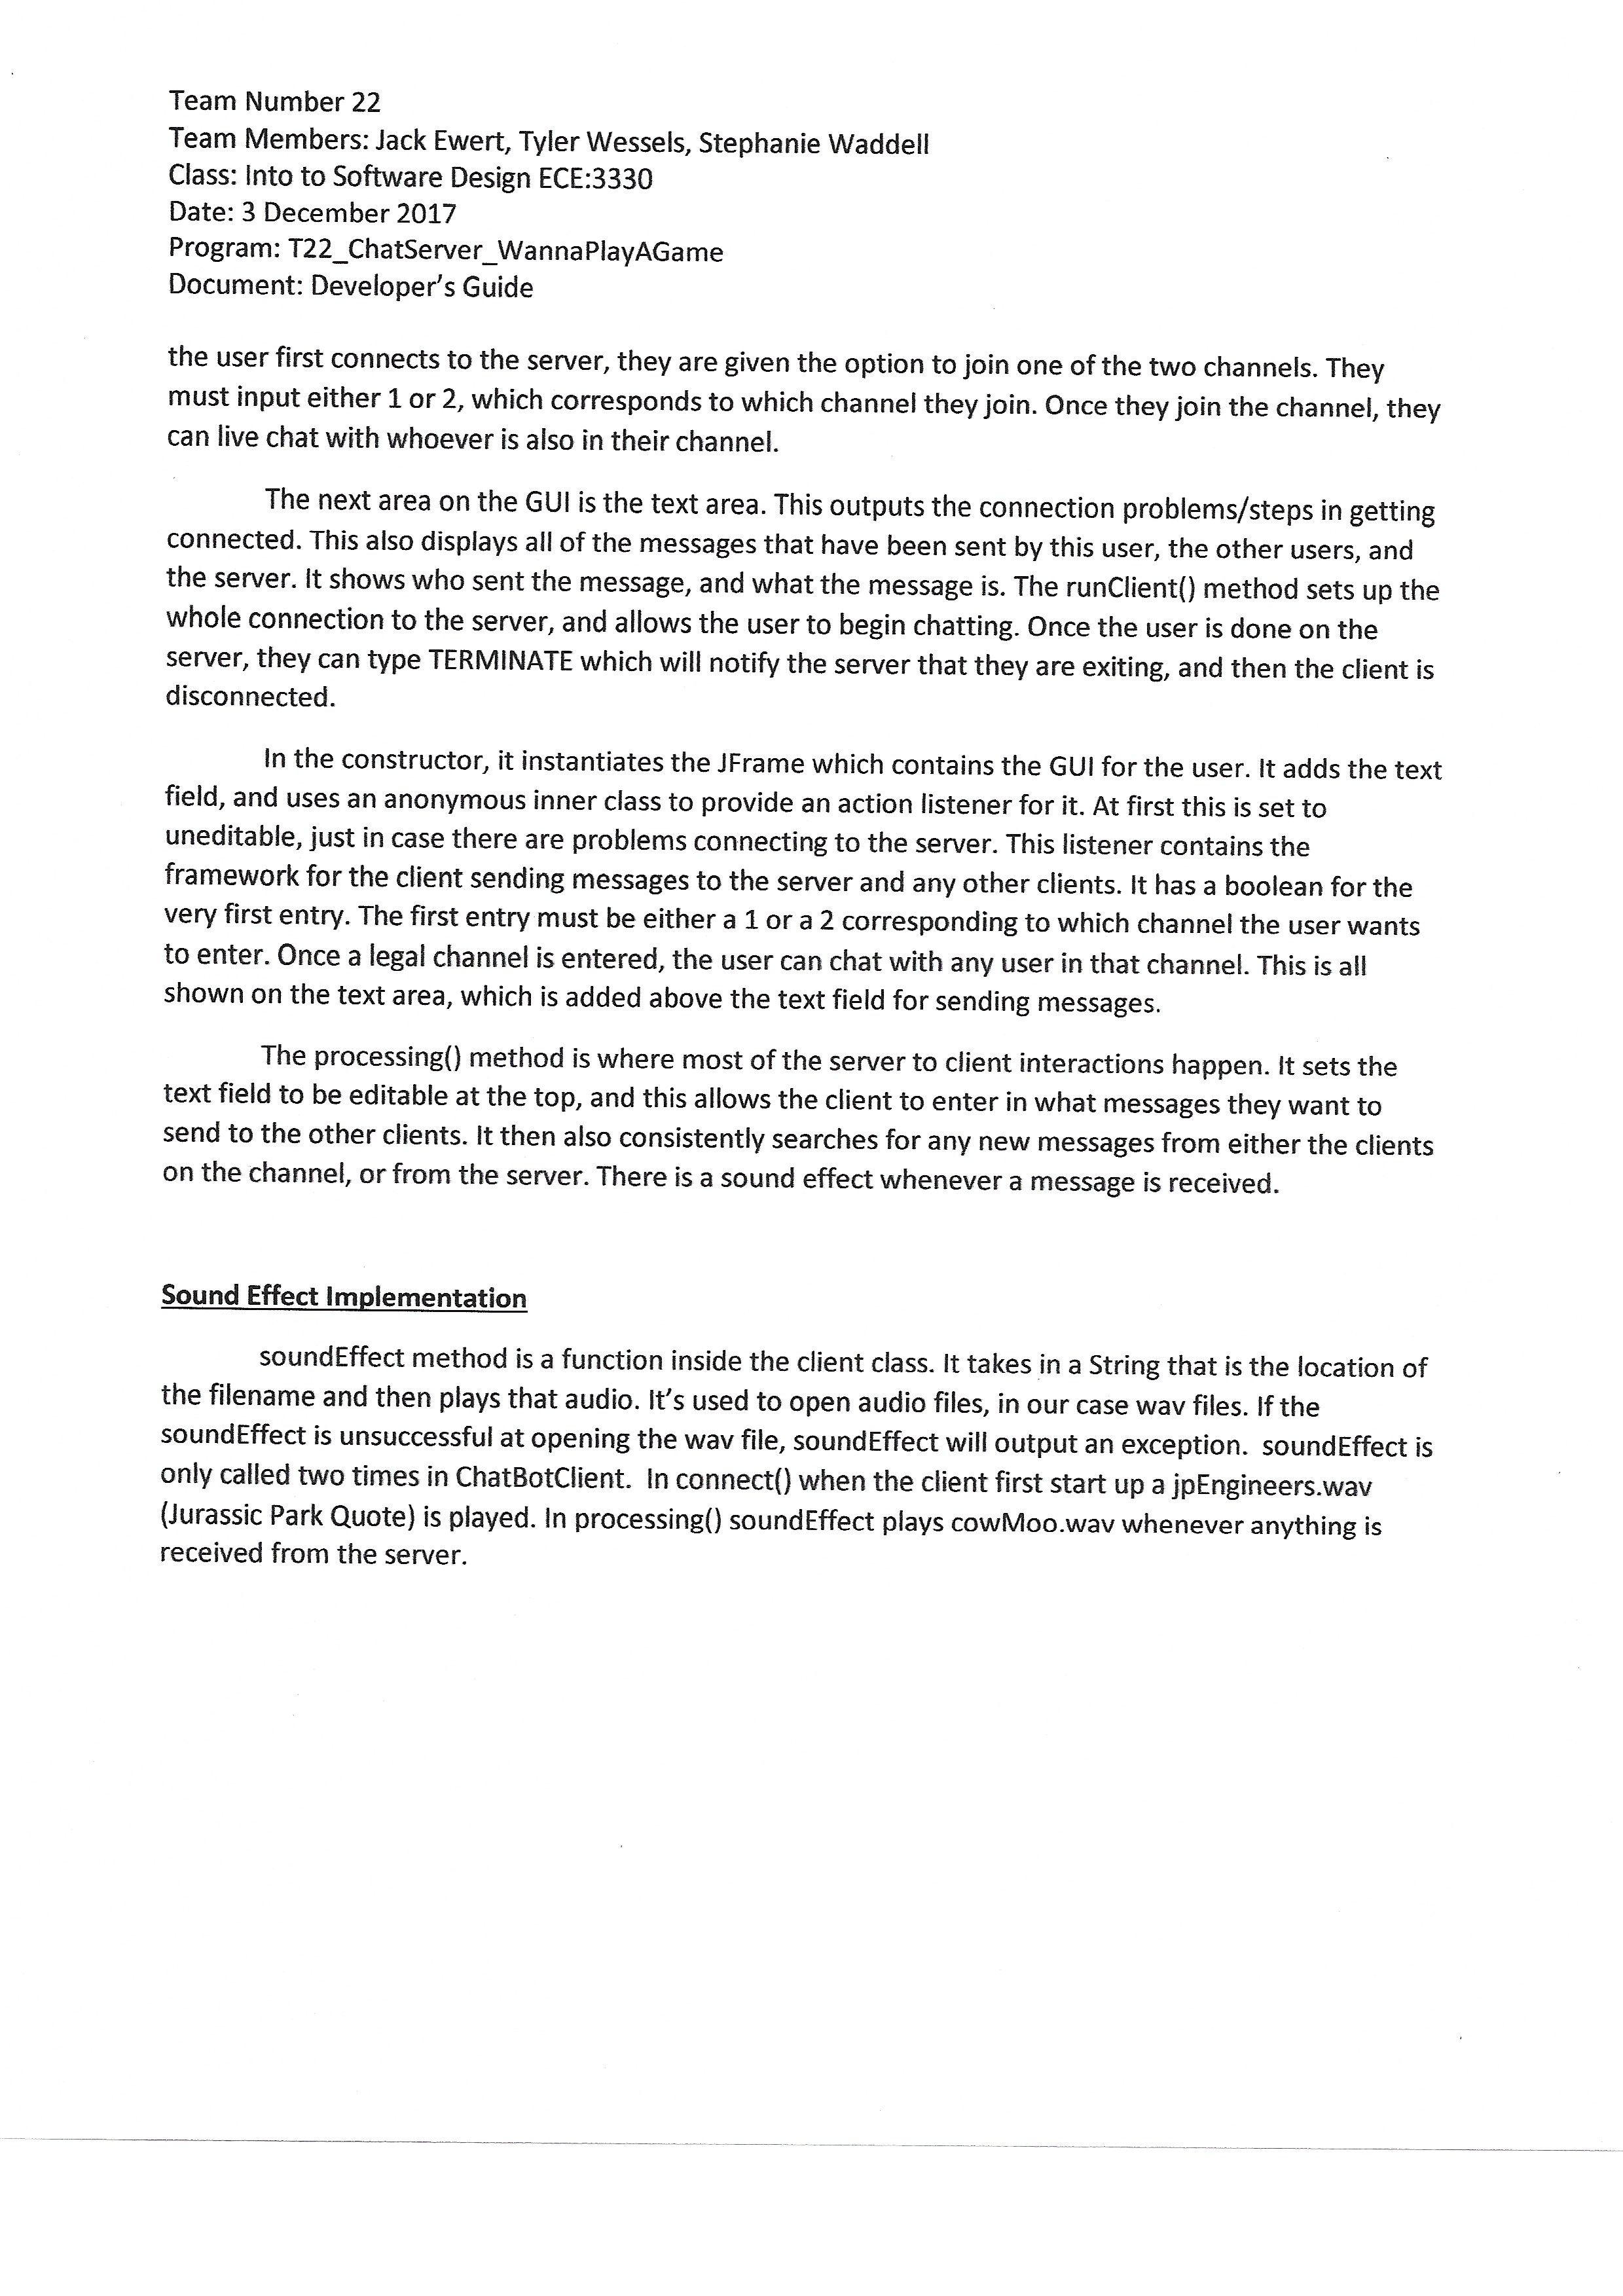 Team Number 22
Team Members: Jack Ewert, Tyler Wessels, Stephanie Waddell
Class: Into to Software Design ECE:3330
Date: 3 December 2017
Program: T22_ChatServer_WannaPlayAGame
Document: Developer's Guide
the user first connects to the server, they are given the option to join one of the two channels. They
must input either 1 or 2, which corresponds to which channel they join. Once they join the channel, they
can live chat with whoever is also in their channel.
The next area on the GUI is the text area. This outputs the connection problems/steps in getting
connected. This also displays all of the messages that have been sent by this user, the other users, and
the server. It shows who sent the message, and what the message is. The runClient() method sets up the
whole connection to the server, and allows the user to begin chatting. Once the user is done on the
server, they can type TERMINATE which will notify the server that they are exiting, and then the client is
disconnected.
In the constructor, it instantiates the JFrame which contains the GUI for the user. It adds the text
field, and uses an anonymous inner class to provide an action listener for it. At first this is set to
uneditable, just in case there are problems connecting to the server. This listener contains the
framework for the client sending messages to the server and any other clients. It has a boolean for the
very first entry. The first entry must be either a 1 or a 2 corresponding to which channel the user wants
to enter. Once a legal channel is entered, the user can chat with any user in that channel. This is all
shown on the text area, which is added above the text field for sending messages.
The processing() method is where most of the server to client interactions happen. It sets the
text field to be editable at the top, and this allows the client to enter in what messages they want to
send to the other clients. It then also consistently searches for any new messages from either the clients
on the channel, or from the server. There is a sound effect whenever a message is received.
Sound Effect Implementation
soundEffect method is a function inside the client class. It takes in a String that is the location of
the filename and then plays that audio. It's used to open audio files, in our case wav files. If the
soundEffect is unsuccessful at opening the wav file, soundEffect will output an exception.  soundEffect is
only called two times in ChatBotClient.  In connect() when the client first start up a jpEngineers.wav
(Jurassic Park Quote) is played. In processing() soundEffect plays cowMoo.wav whenever anything is
received from the server.